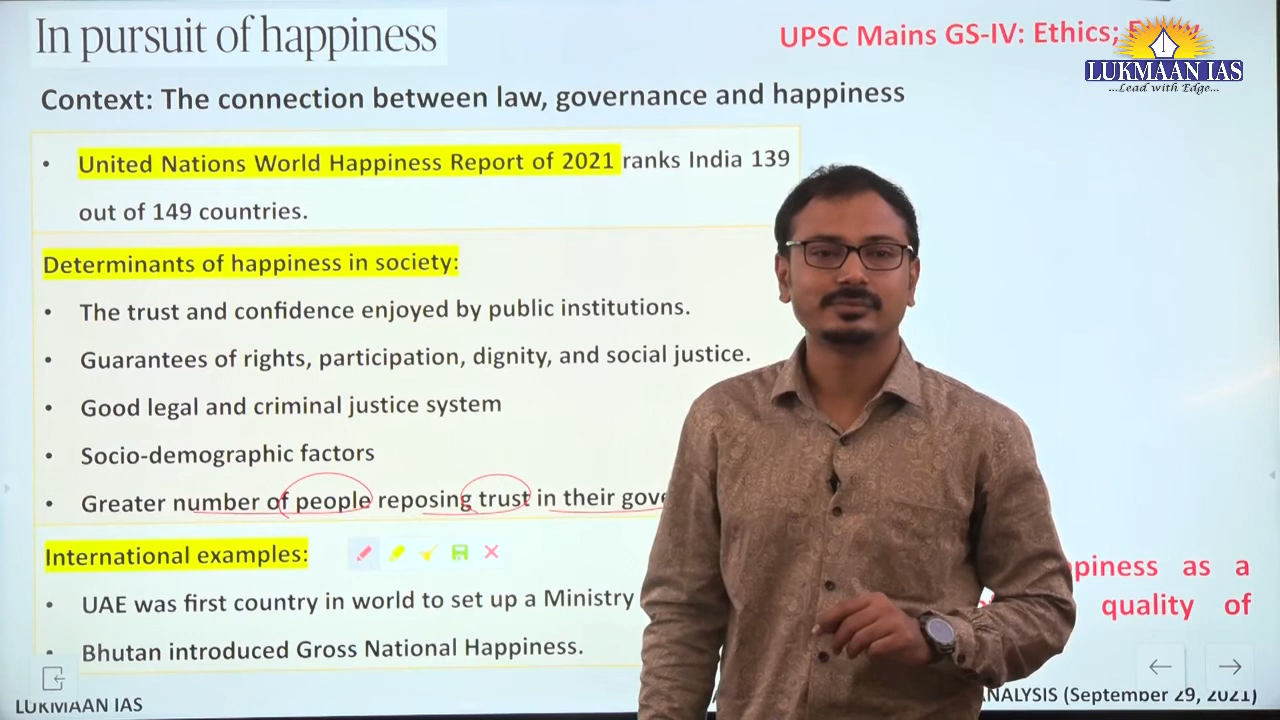 In pursuit of happiness
UPSC Mains GS-IV: Ethics;
LUKMAAN IAS
...Lead with Edge...
Context: The connection between law, governance and happiness
• United Nations World Happiness Report of 2021 ranks India 139
out of 149 countries.
Determinants of happiness in society:
• The trust and confidence enjoyed by public institutions.
• Guarantees of rights, participation, dignity, and social justice.
• Good legal and criminal justice system
• Socio-demographic factors
• Greater number of people reposing trust in their gove
International examples:
• UAE was first country in world to set up a Ministry
• Bhutan introduced Gross National Happiness.
ppiness as a
quality of
LUKMAAN IAS
NALYSIS (September 29, 2021)